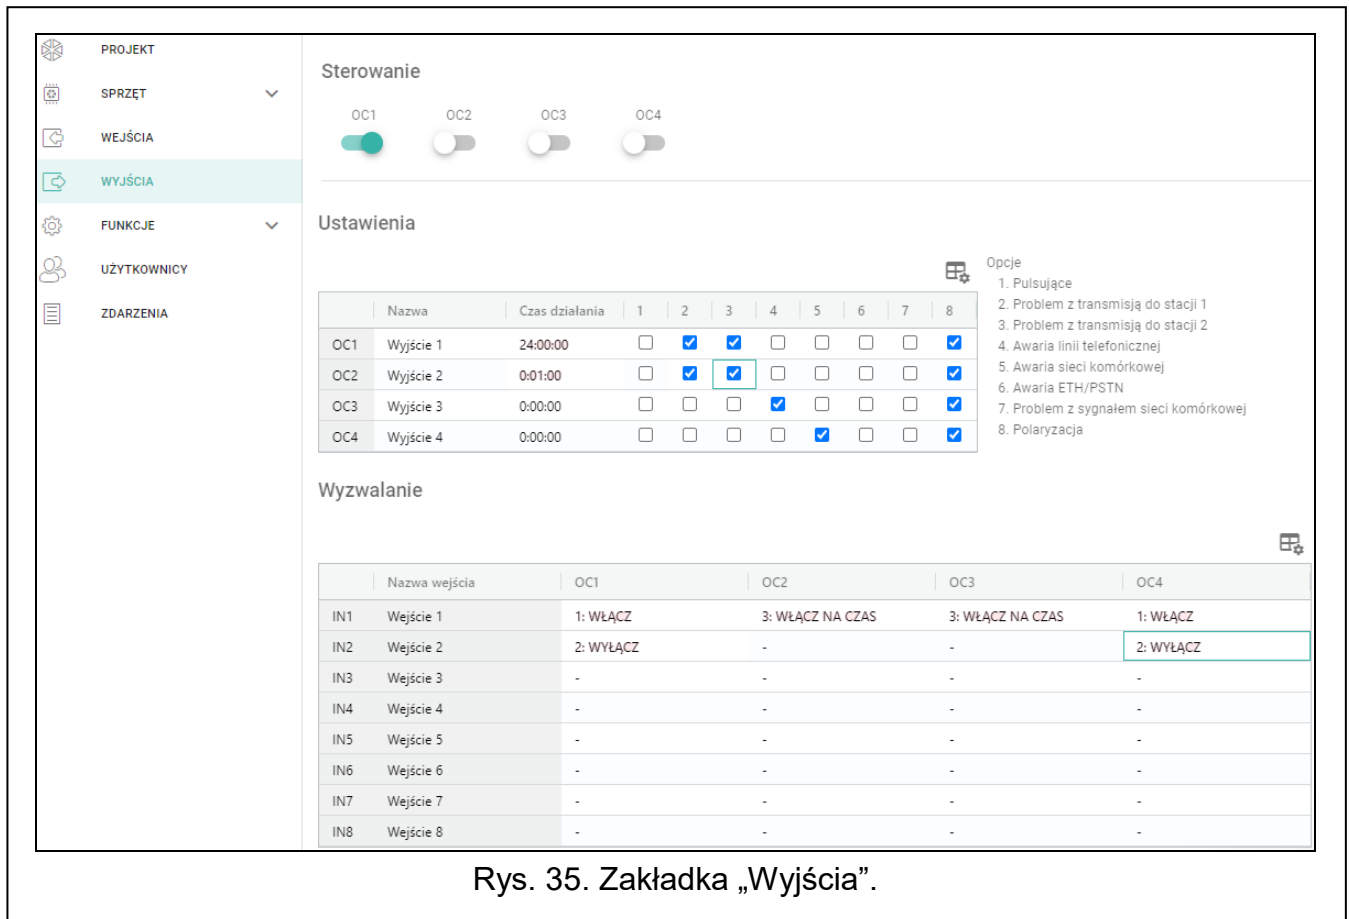 PROJEKT
SPRZĘT
WEJŚCIA
WYJŚCIA
FUNKCJE
UŻYTKOWNICY
ZDARZENIA
Sterowanie
OC1 OC2 OC3 OC4
Ustawienia
Nazwa Czas działania 1 2 3 4 5 6 7 8
OC1 Wyjście 1 24:00:00
OC2 Wyjście 2 0:01:00
OC3 Wyjście 3 0:00:00
OC4 Wyjście 4 0:00:00
Opcje
1. Pulsujące
2. Problem z transmisją do stacji 1
3. Problem z transmisją do stacji 2
4. Awaria linii telefonicznej
5. Awaria sieci komórkowej
6. Awaria ETH/PSTN
7. Problem z sygnałem sieci komórkowej
8. Polaryzacja
Wyzwalanie
Nazwa wejścia OC1 OC2 OC3 OC4
IN1 Wejście 1 1: WŁĄCZ 3: WŁĄCZ NA CZAS 3: WŁĄCZ NA CZAS 1: WŁĄCZ
IN2 Wejście 2 2: WYŁĄCZ - - 2: WYŁĄCZ
IN3 Wejście 3 - - - -
IN4 Wejście 4 - - - -
IN5 Wejście 5 - - - -
IN6 Wejście 6 - - - -
IN7 Wejście 7 - - - -
IN8 Wejście 8 - - - -
Rys. 35. Zakładka „Wyjścia”.